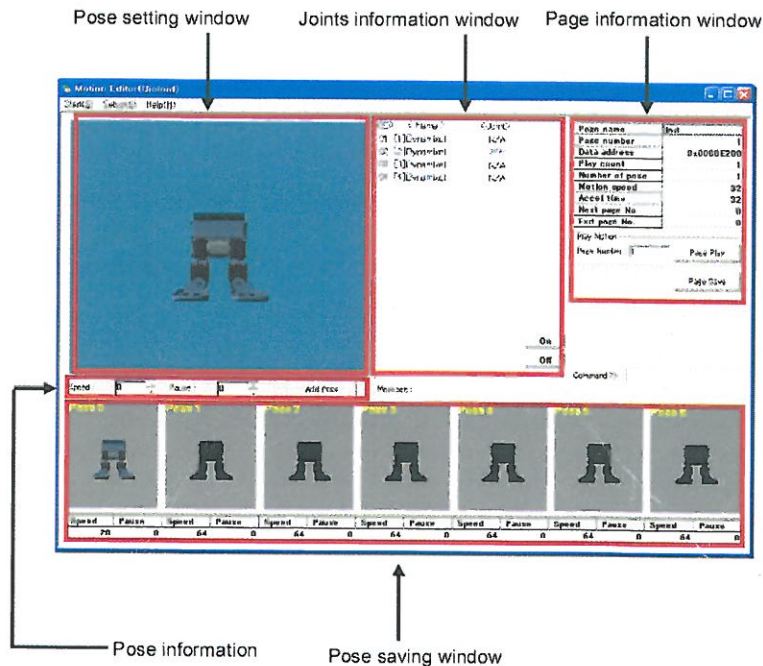 Pose setting window
Joints information window
Page information window
Motion Editor(Bioloid)
Help(H)
Page number 1
Data address 0x0000E200
Play count 1
Number of pose 1
Motion speed 32
Accel time 32
Next page No 0
Exit page No. 0
Play Motion
Page Number 1 Page Play
Page Save
On
Off
Command
Speed 0 Pause : 0 Add Pose
Pose 0 Pose 1 Pose 2 Pose 3 Pose 4 Pose 5 Pose 6
Speed Pause Speed Pause Speed Pause Speed Pause Speed Pause Speed Pause Speed Pause
64 0 64 0 64 0 64 0 64 0 64 0
Pose information
Pose saving window